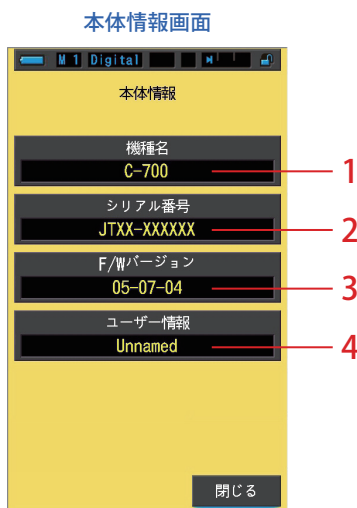 本体情報画面
M 1 Digital
本体情報
機種名
C-700 1
シリアル番号
JTXX-XXXXXX 2
F/Wバージョン
05-07-04 3
ユーザー情報
Unnamed 4
閉じる